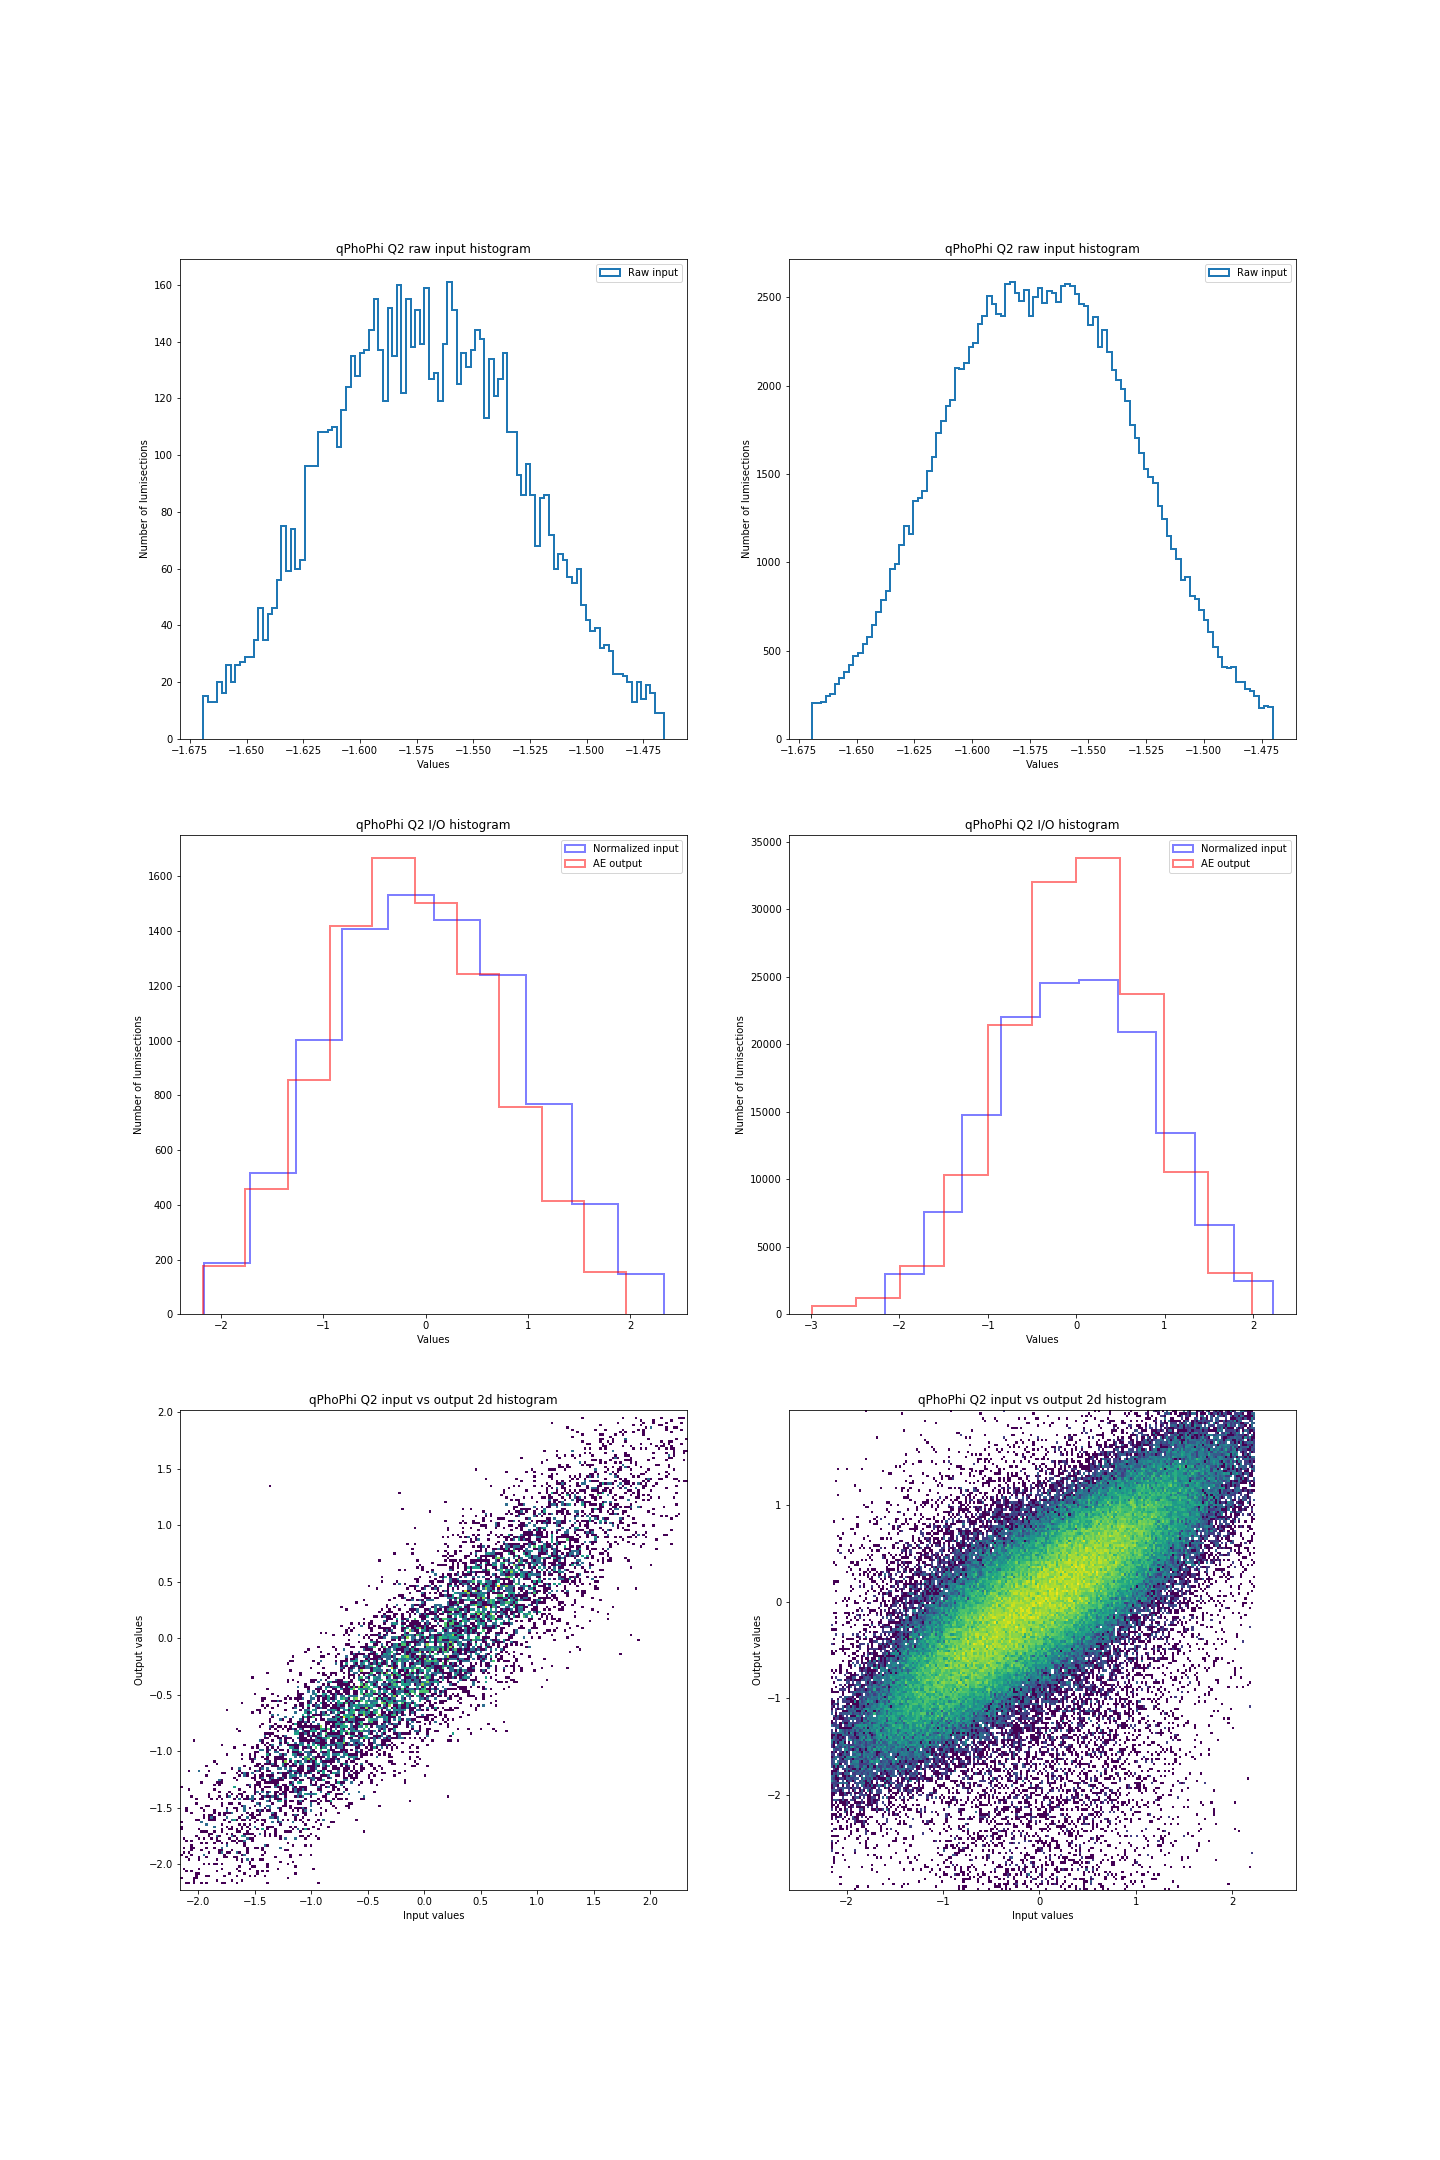 qPhoPhi Q2 raw input histogram
Raw input
160
140
120
100
80
60
40
20
0
Number of lumisections
−1.675 −1.650 −1.625 −1.600 −1.575 −1.550 −1.525 −1.500 −1.475
Values
qPhoPhi Q2 raw input histogram
Raw input
2500
2000
1500
1000
500
0
Number of lumisections
−1.675 −1.650 −1.625 −1.600 −1.575 −1.550 −1.525 −1.500 −1.475
Values
qPhoPhi Q2 I/O histogram
Normalized input
AE output
1600
1400
1200
1000
800
600
400
200
0
Number of lumisections
−2 −1 0 1 2
Values
qPhoPhi Q2 I/O histogram
Normalized input
AE output
35000
30000
25000
20000
15000
10000
5000
0
Number of lumisections
−3 −2 −1 0 1 2
Values
qPhoPhi Q2 input vs output 2d histogram
2.0
1.5
1.0
0.5
0.0
−0.5
−1.0
−1.5
−2.0
Output values
−2.0 −1.5 −1.0 −0.5 0.0 0.5 1.0 1.5 2.0
Input values
qPhoPhi Q2 input vs output 2d histogram
1
0
−1
−2
Output values
−2 −1 0 1 2
Input values